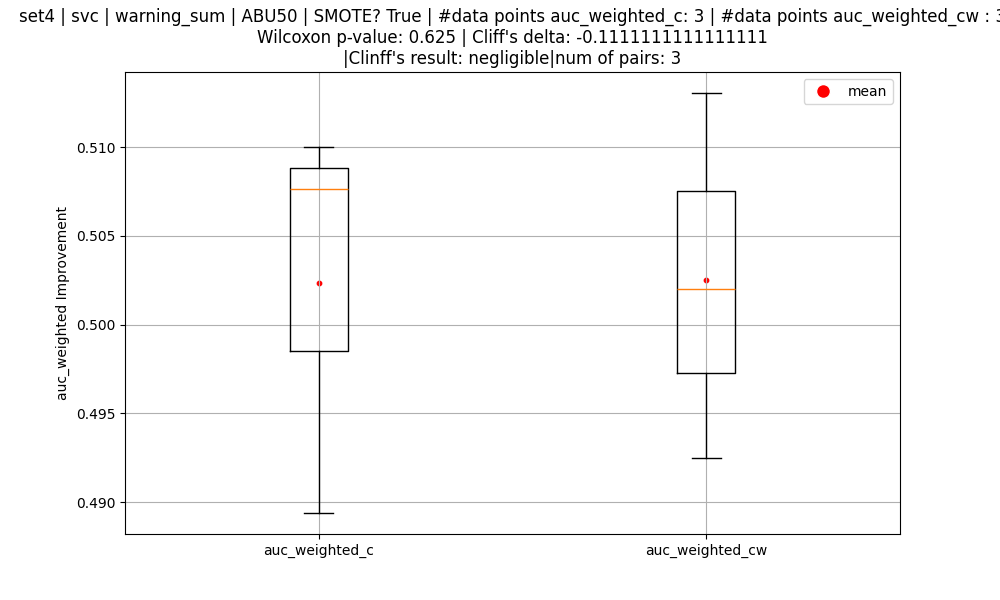 set4 | svc | warning_sum | ABU50 | SMOTE? True | #data points auc_weighted_c: 3 | #data points auc_weighted_cw : 3
Wilcoxon p-value: 0.625 | Cliff's delta: -0.1111111111111111
|Clinff's result: negligible|num of pairs: 3
mean
0.510
0.505
0.500
0.495
0.490
auc_weighted Improvement
auc_weighted_c
auc_weighted_cw